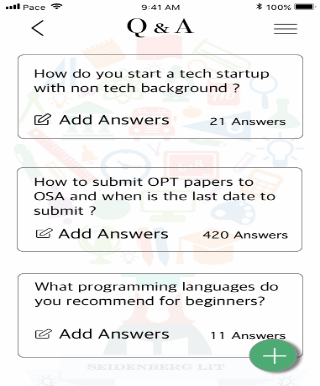 Pace 9:41 AM 100%
Q & A
How do you start a tech startup
with non tech background ?
Add Answers 21 Answers
How to submit OPT papers to
OSA and when is the last date to
submit ?
Add Answers 420 Answers
What programming languages do
you recommend for beginners?
Add Answers 11 Answers
SEIDENBERG LIT